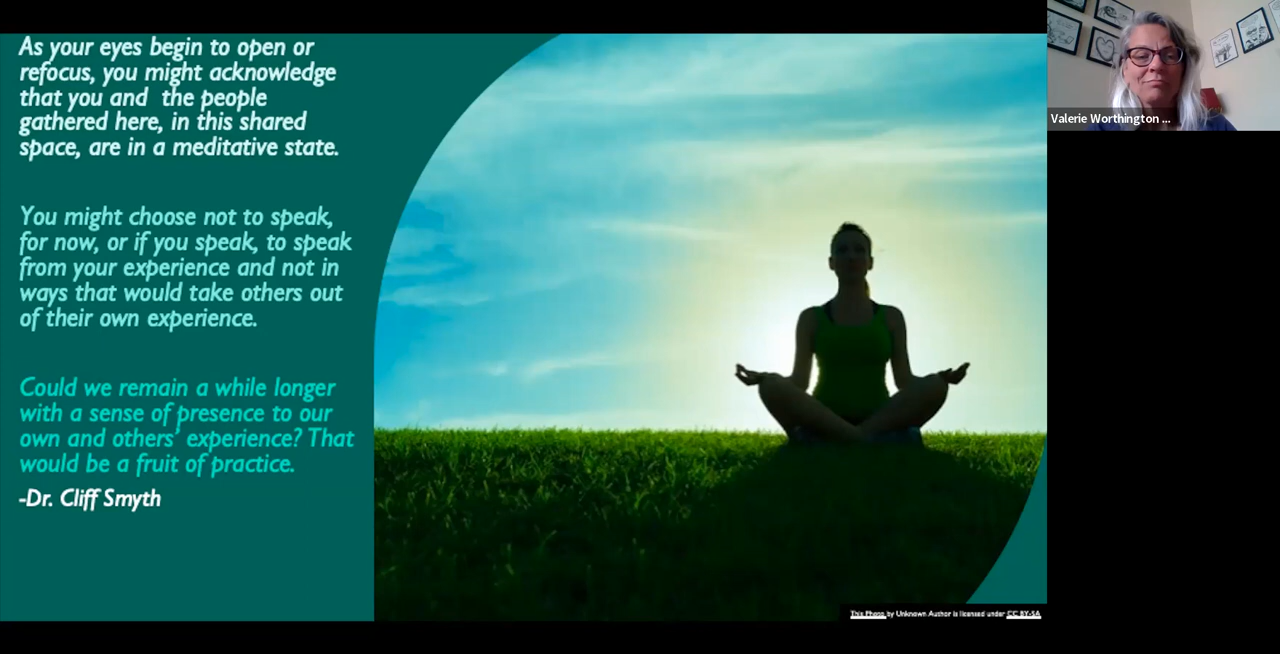 As your eyes begin to open or
refocus, you might acknowledge
that you and the people
gathered here, in this shared
space, are in a meditative state.
You might choose not to speak,
for now, or if you speak, to speak
from your experience and not in
ways that would take others out
of their own experience.
Could we remain a while longer
with a sense of presence to our
own and others' experience? That
would be a fruit of practice.
-Dr. Cliff Smyth
This Photo by Unknown Author is licensed under CC BY-SA
Valerie Worthington ...